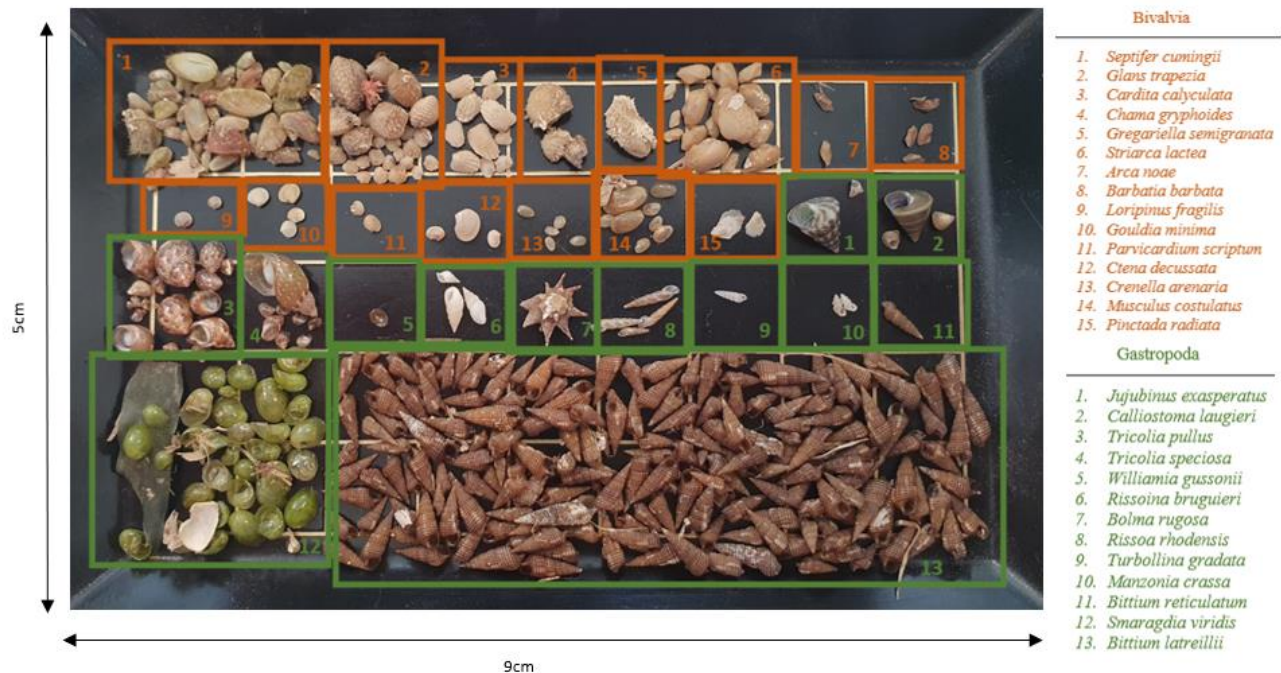 1 2 3 4 5 6 7 8
9 10 11 12 13 14 15 1 2
3 4 5 6 7 8 9 10 11
12 13
5cm
9cm
Bivalvia
1. Septifer cumingii
2. Glans trapezia
3. Cardita calyculata
4. Chama gryphoides
5. Gregariella semigranata
6. Striarca lactea
7. Arca noae
8. Barbatia barbata
9. Loripinus fragilis
10. Gouldia minima
11. Parvicardium scriptum
12. Ctena decussata
13. Crenella arenaria
14. Musculus costulatus
15. Pinctada radiata
Gastropoda
1. Jujubinus exasperatus
2. Calliostoma laugieri
3. Tricolia pullus
4. Tricolia speciosa
5. Williamia gussonii
6. Rissoina bruguieri
7. Bolma rugosa
8. Rissoa rhodensis
9. Turbollina gradata
10. Manzonia crassa
11. Bittium reticulatum
12. Smaragdia viridis
13. Bittium latreillii